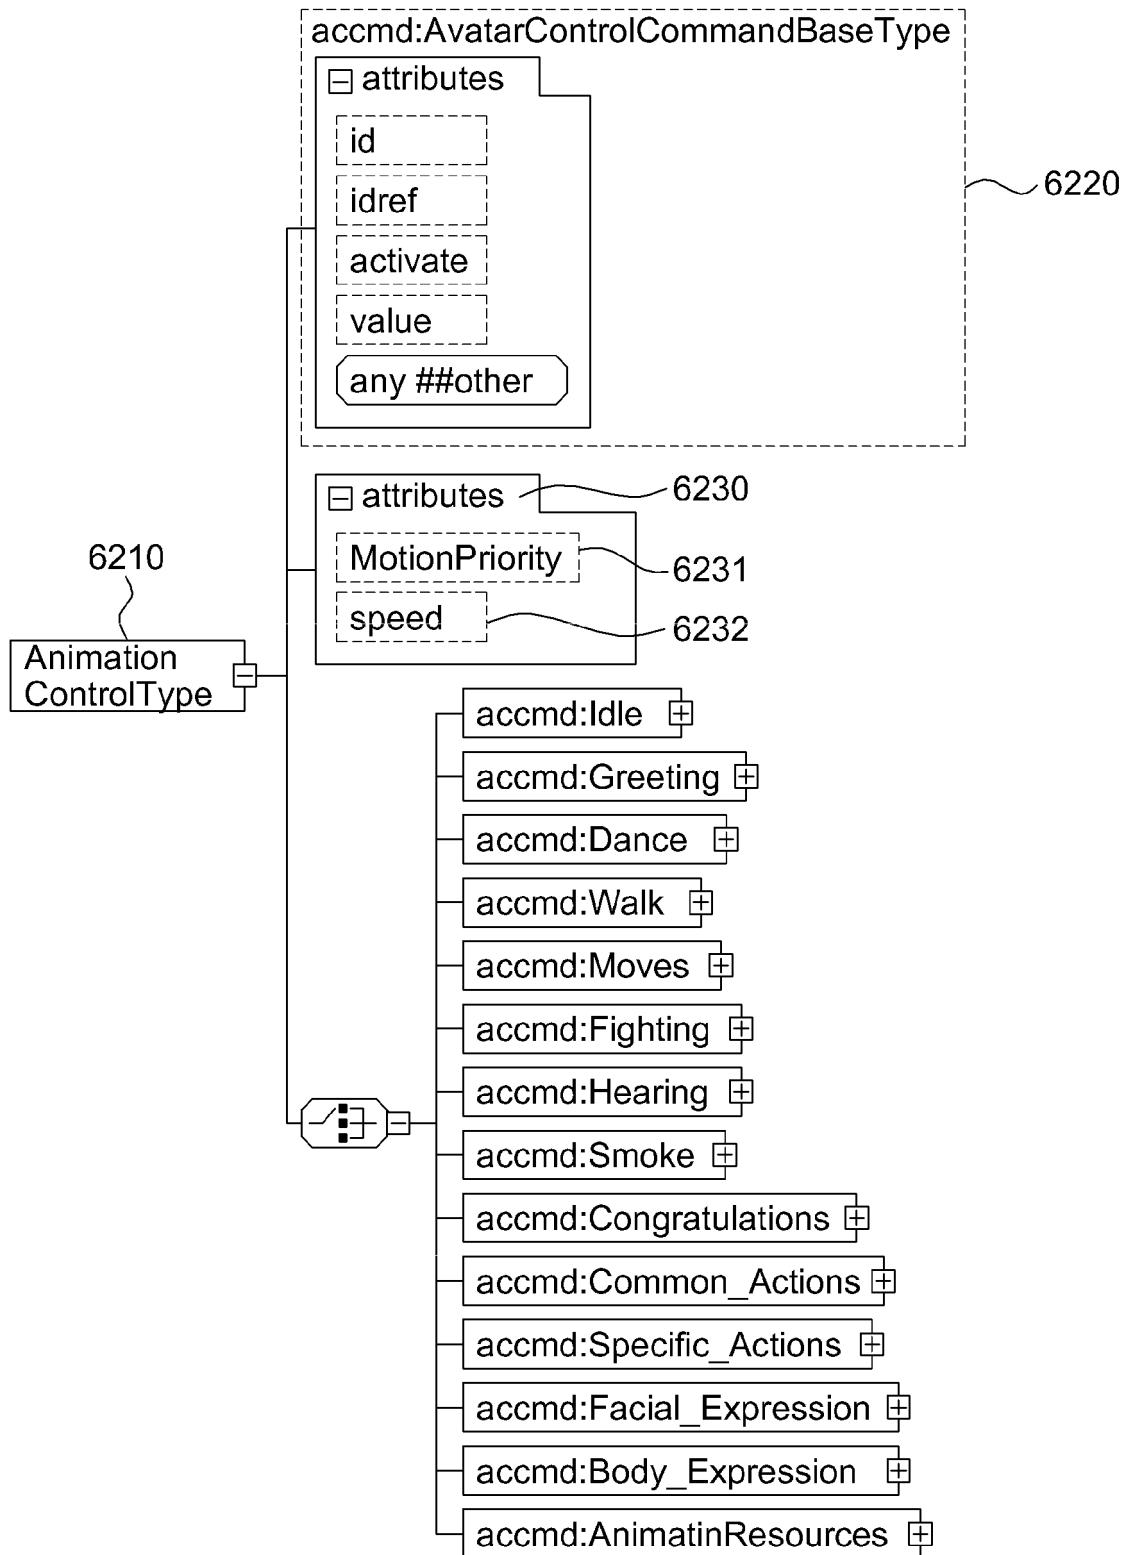 accmd:AvatarControlCommandBaseType
attributes
id
idref
activate
value
any ##other
6220
attributes
6230
MotionPriority
6231
speed
6232
6210
Animation
ControlType
accmd:Idle
accmd:Greeting
accmd:Dance
accmd:Walk
accmd:Moves
accmd:Fighting
accmd:Hearing
accmd:Smoke
accmd:Congratulations
accmd:Common_Actions
accmd:Specific_Actions
accmd:Facial_Expression
accmd:Body_Expression
accmd:AnimatinResources